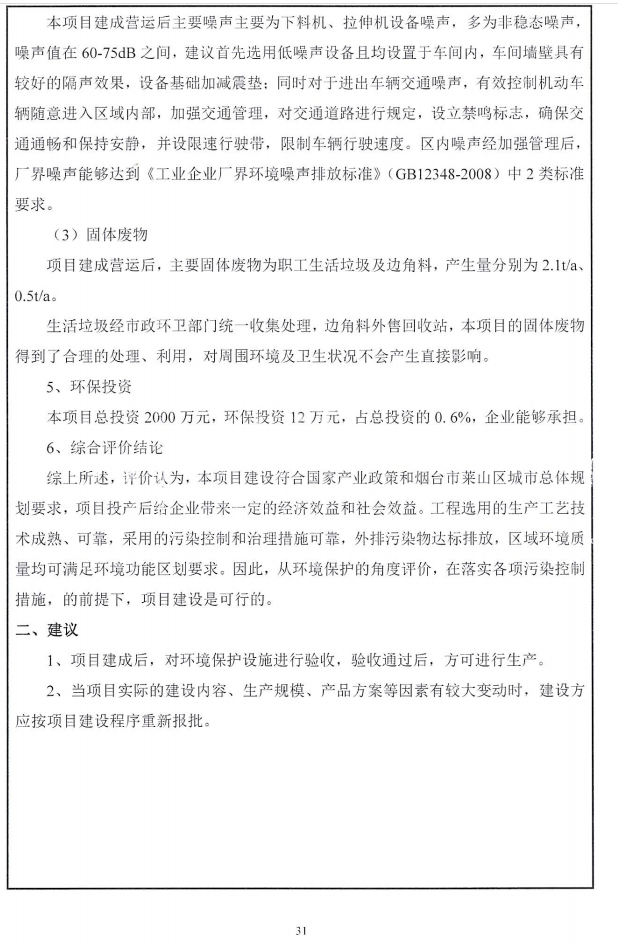 本项目建成营运后主要噪声主要为下料机、拉伸机设备噪声，多为非稳态噪声，
噪声值在 60-75dB 之间，建议首先选用低噪声设备且均设置于车间内，车间墙壁具有
较好的隔声效果，设备基础加减震垫；同时对于进出车辆交通噪声，有效控制机动车
辆随意进入区域内部，加强交通管理，对交通道路进行规定，设立禁鸣标志，确保交
通通畅和保持安静，并设限速行驶带，限制车辆行驶速度。区内噪声经加强管理后，
厂界噪声能够达到《工业企业厂界环境噪声排放标准》（GB12348-2008）中 2 类标准
要求。
（3）固体废物
项目建成营运后，主要固体废物为职工生活垃圾及边角料，产生量分别为 2.1t/a、
0.5t/a。
生活垃圾经市政环卫部门统一收集处理，边角料外售回收站，本项目的固体废物
得到了合理的处理、利用，对周围环境及卫生状况不会产生直接影响。
5、环保投资
本项目总投资 2000 万元，环保投资 12 万元，占总投资的 0.6%，企业能够承担。
6、综合评价结论
综上所述，评价认为，本项目建设符合国家产业政策和烟台市莱山区城市总体规
划要求，项目投产后给企业带来一定的经济效益和社会效益。工程选用的生产工艺技
术成熟、可靠，采用的污染控制和治理措施可靠，外排污染物达标排放，区域环境质
量均可满足环境功能区划要求。因此，从环境保护的角度评价，在落实各项污染控制
措施，的前提下，项目建设是可行的。
二、建议
1、项目建成后，对环境保护设施进行验收，验收通过后，方可进行生产。
2、当项目实际的建设内容、生产规模、产品方案等因素有较大变动时，建设方
应按项目建设程序重新报批。
31